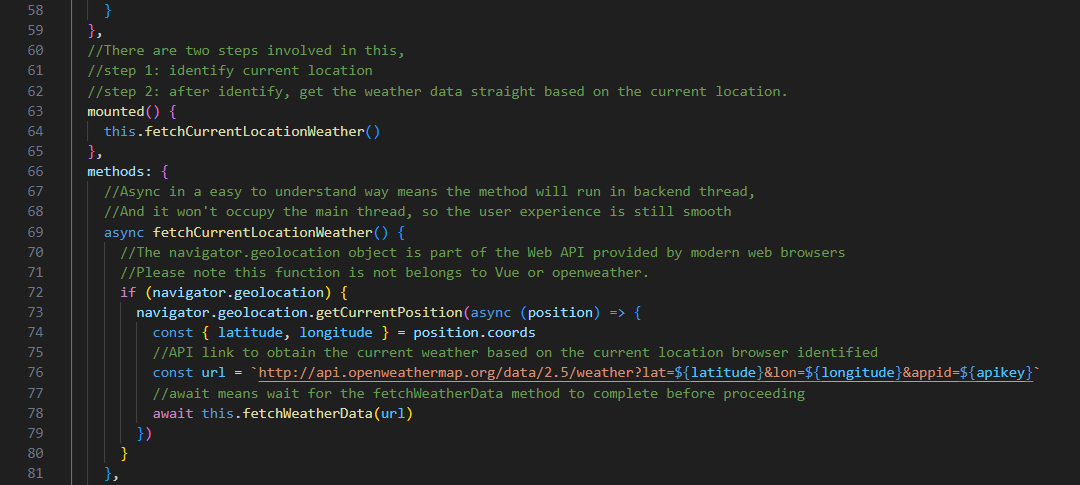 58 }
59 },
60 //There are two steps involved in this,
61 //step 1: identify current location
62 //step 2: after identify, get the weather data straight based on the current location.
63 mounted() {
64 this.fetchCurrentLocationWeather()
65 },
66 methods: {
67 //Async in a easy to understand way means the method will run in backend thread,
68 //And it won't occupy the main thread, so the user experience is still smooth
69 async fetchCurrentLocationWeather() {
70 //The navigator.geolocation object is part of the Web API provided by modern web browsers
71 //Please note this function is not belongs to Vue or openweather.
72 if (navigator.geolocation) {
73 navigator.geolocation.getCurrentPosition(async (position) => {
74 const { latitude, longitude } = position.coords
75 //API link to obtain the current weather based on the current location browser identified
76 const url = `http://api.openweathermap.org/data/2.5/weather?lat=${latitude}&lon=${longitude}&appid=${apikey}`
77 //await means wait for the fetchWeatherData method to complete before proceeding
78 await this.fetchWeatherData(url)
79 })
80 }
81 },